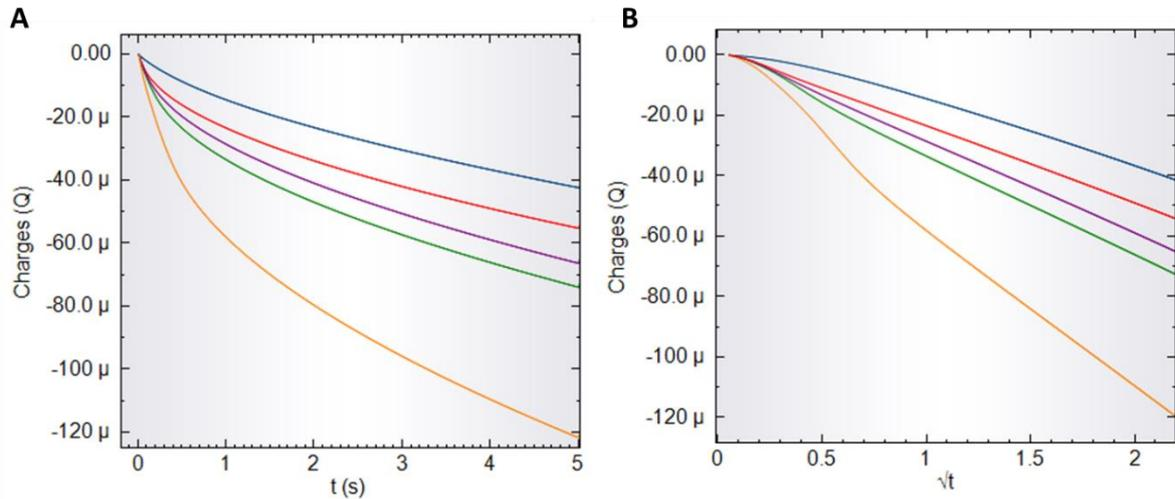 A
Charges (Q)
0.00
-20.0 µ
-40.0 µ
-60.0 µ
-80.0 µ
-100 µ
-120 µ
0 1 2 3 4 5
t (s)
B
Charges (Q)
0.00
-20.0 µ
-40.0 µ
-60.0 µ
-80.0 µ
-100 µ
-120 µ
0 0.5 1 1.5 2
√t